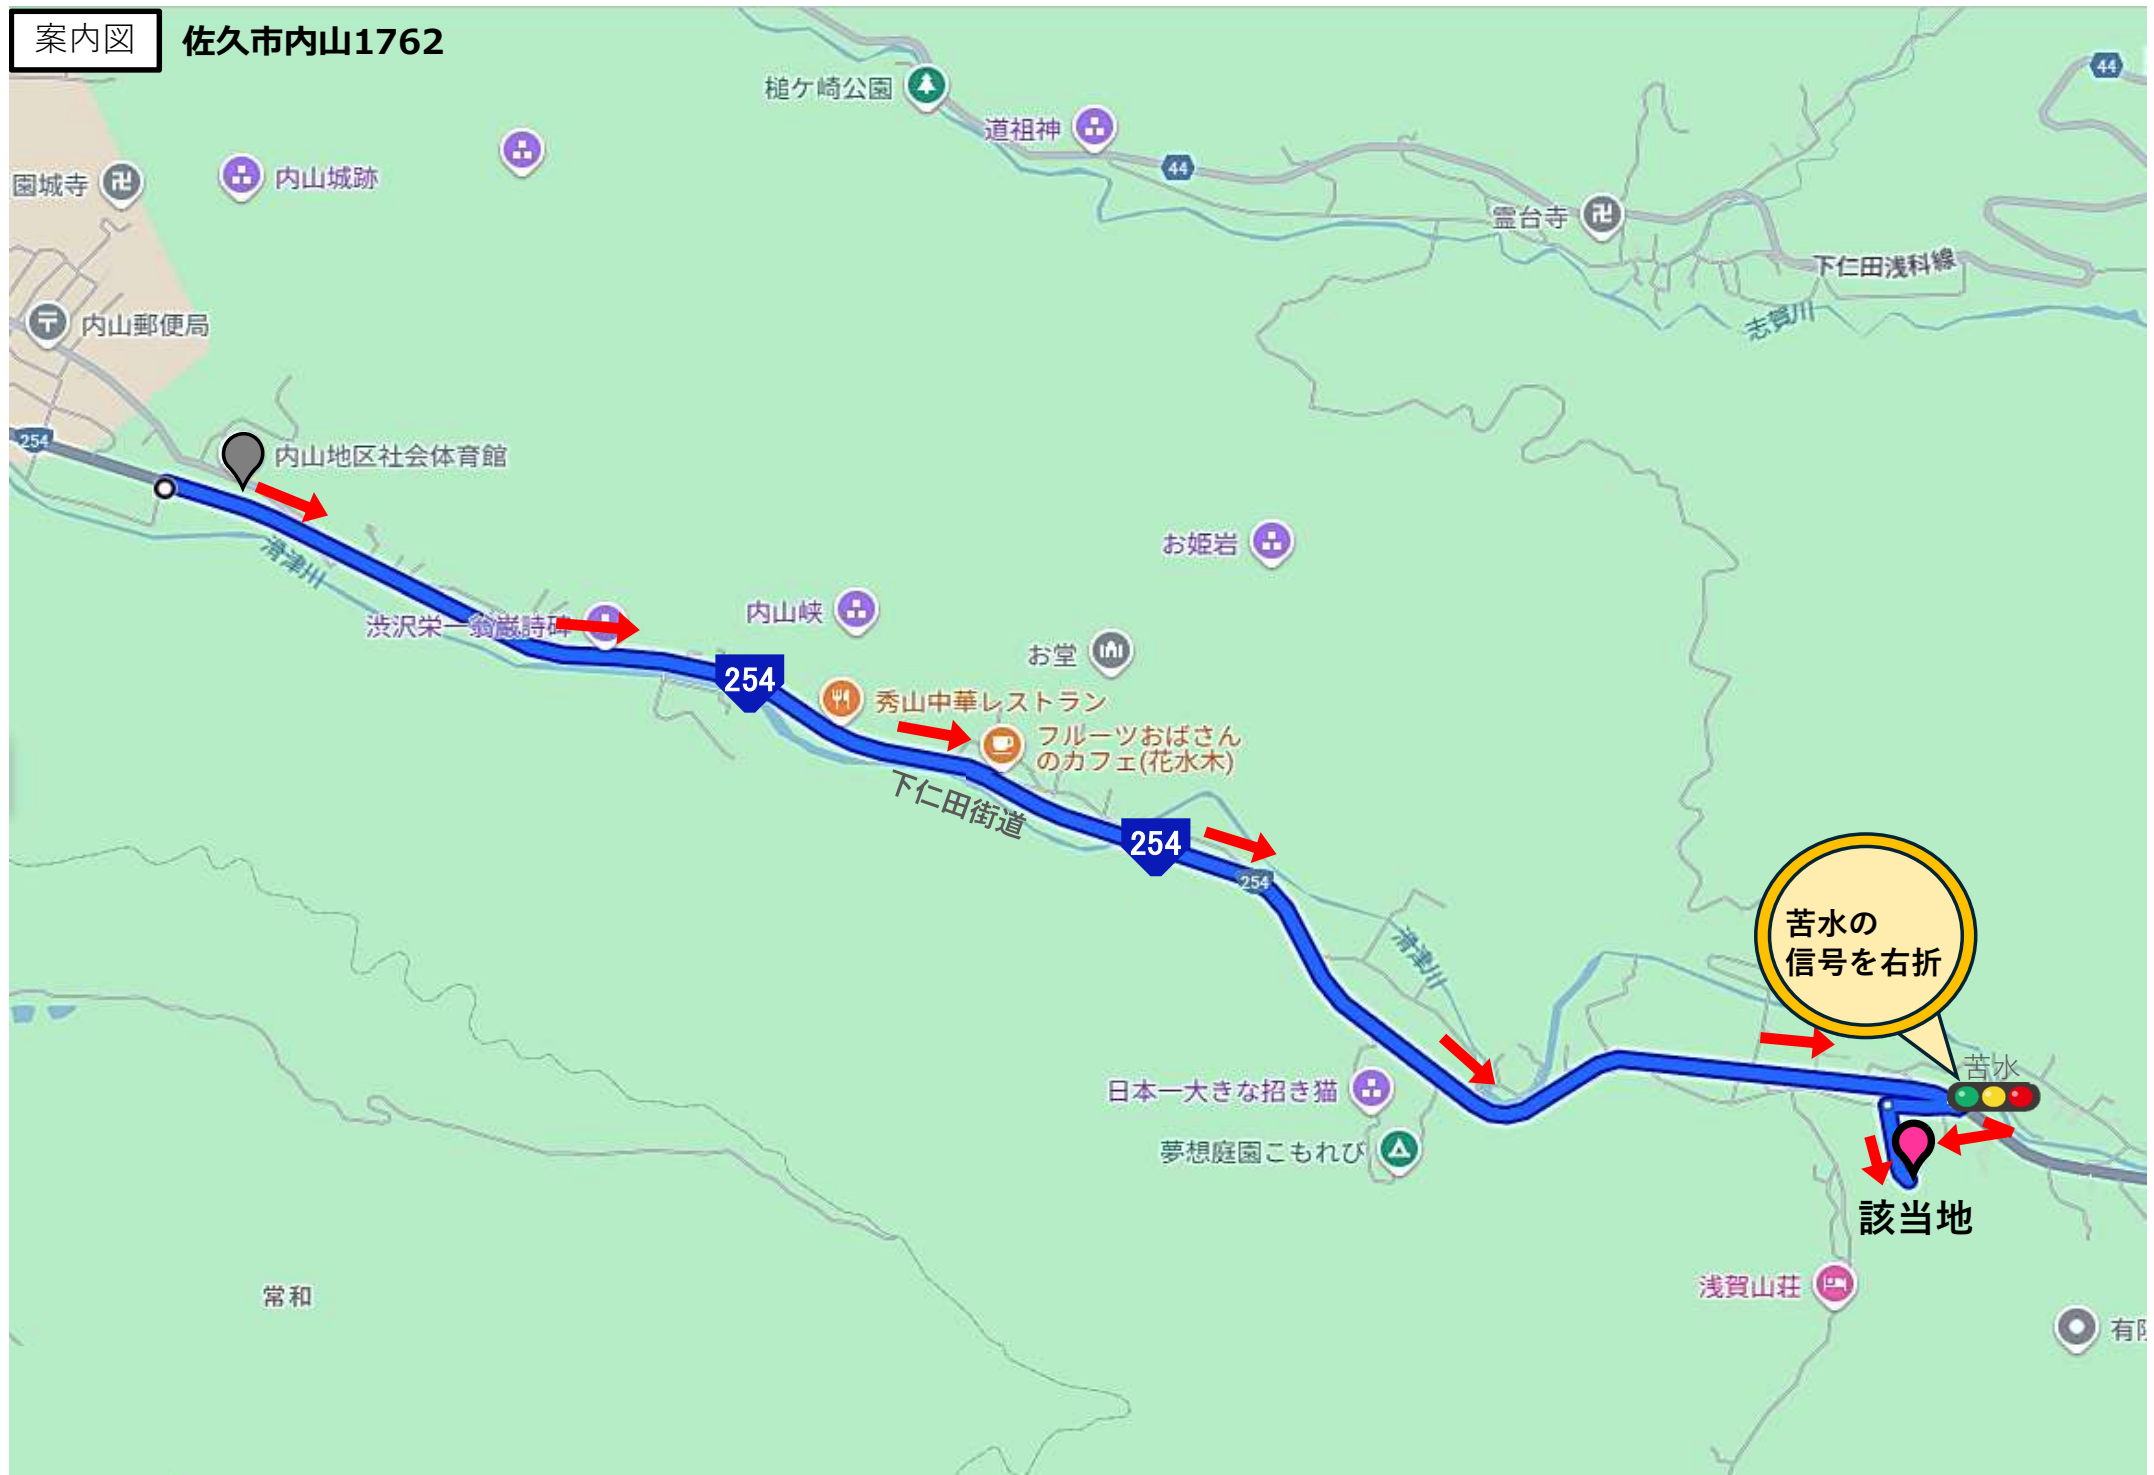 案内図
佐久市内山1762
44
槌ケ崎公園
道祖神
44
園城寺
内山城跡
霊台寺
下仁田浅科線
志賀川
内山郵便局
254
内山地区社会体育館
滑津川
お姫岩
渋沢栄一翁巌詩碑
内山峡
お堂
254
秀山中華レストラン
フルーツおばさん
のカフェ(花水木)
下仁田街道
254
254
滑津川
苦水の
信号を右折
苦水
日本一大きな招き猫
夢想庭園こもれび
該当地
浅賀山荘
常和